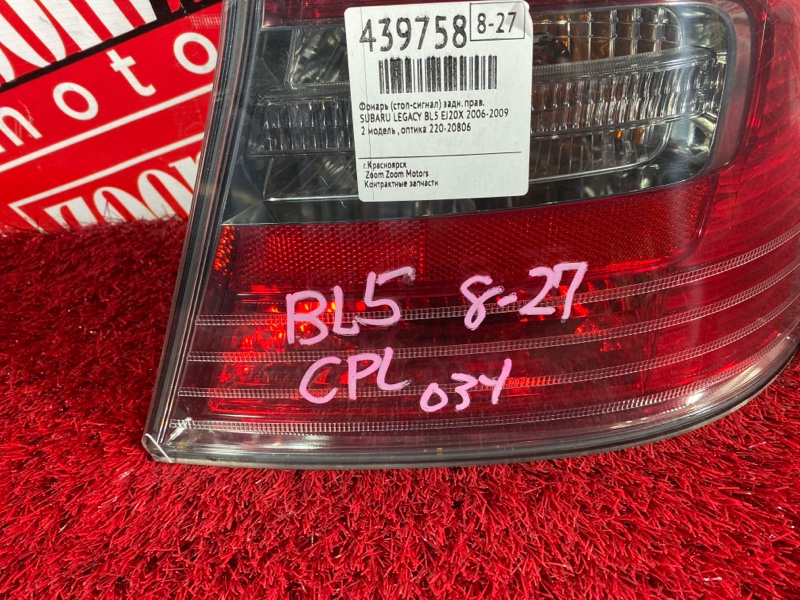 439758 8-27
Фонарь (стоп-сигнал) задн. прав.
SUBARU LEGACY BL5 EJ20X 2006-2009
2 модель, оптика 220-20806
г.Красноярск
Zoom Zoom Motors
Контрактные запчасти
moto
BL5 8-27
CPL 034